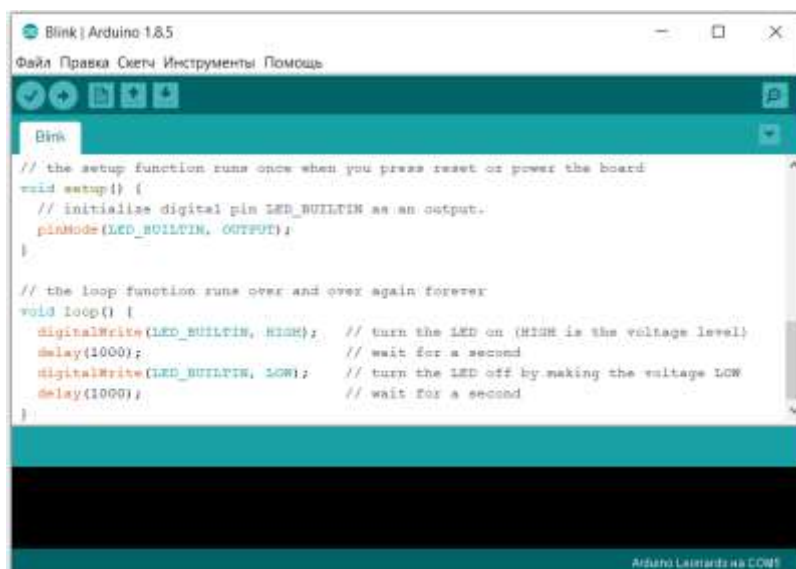 Blink | Arduino 1.8.5
Файл Правка Скетч Инструменты Помощь
Blink
// the setup function runs once when you press reset or power the board
void setup() {
  // initialize digital pin LED_BUILTIN as an output.
  pinMode(LED_BUILTIN, OUTPUT);
}
// the loop function runs over and over again forever
void loop() {
  digitalWrite(LED_BUILTIN, HIGH);   // turn the LED on (HIGH is the voltage level)
  delay(1000);                       // wait for a second
  digitalWrite(LED_BUILTIN, LOW);    // turn the LED off by making the voltage LOW
  delay(1000);                       // wait for a second
}
Arduino Leonardo на COM5